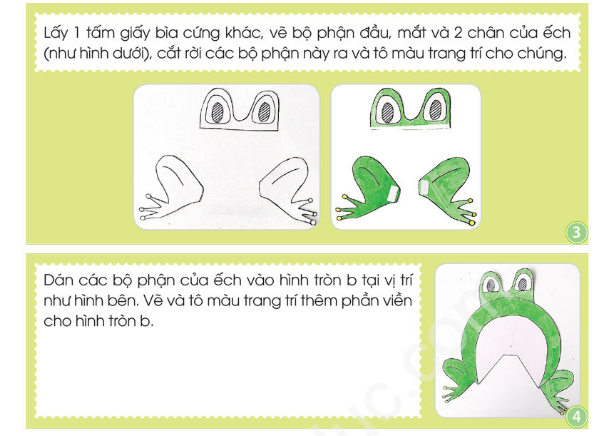 Lấy 1 tấm giấy bìa cứng khác, vẽ bộ phận đầu, mắt và 2 chân của ếch
(như hình dưới), cắt rời các bộ phận này ra và tô màu trang trí cho chúng.
3
Dán các bộ phận của ếch vào hình tròn b tại vị trí
như hình bên. Vẽ và tô màu trang trí thêm phần viền
cho hình tròn b.
4